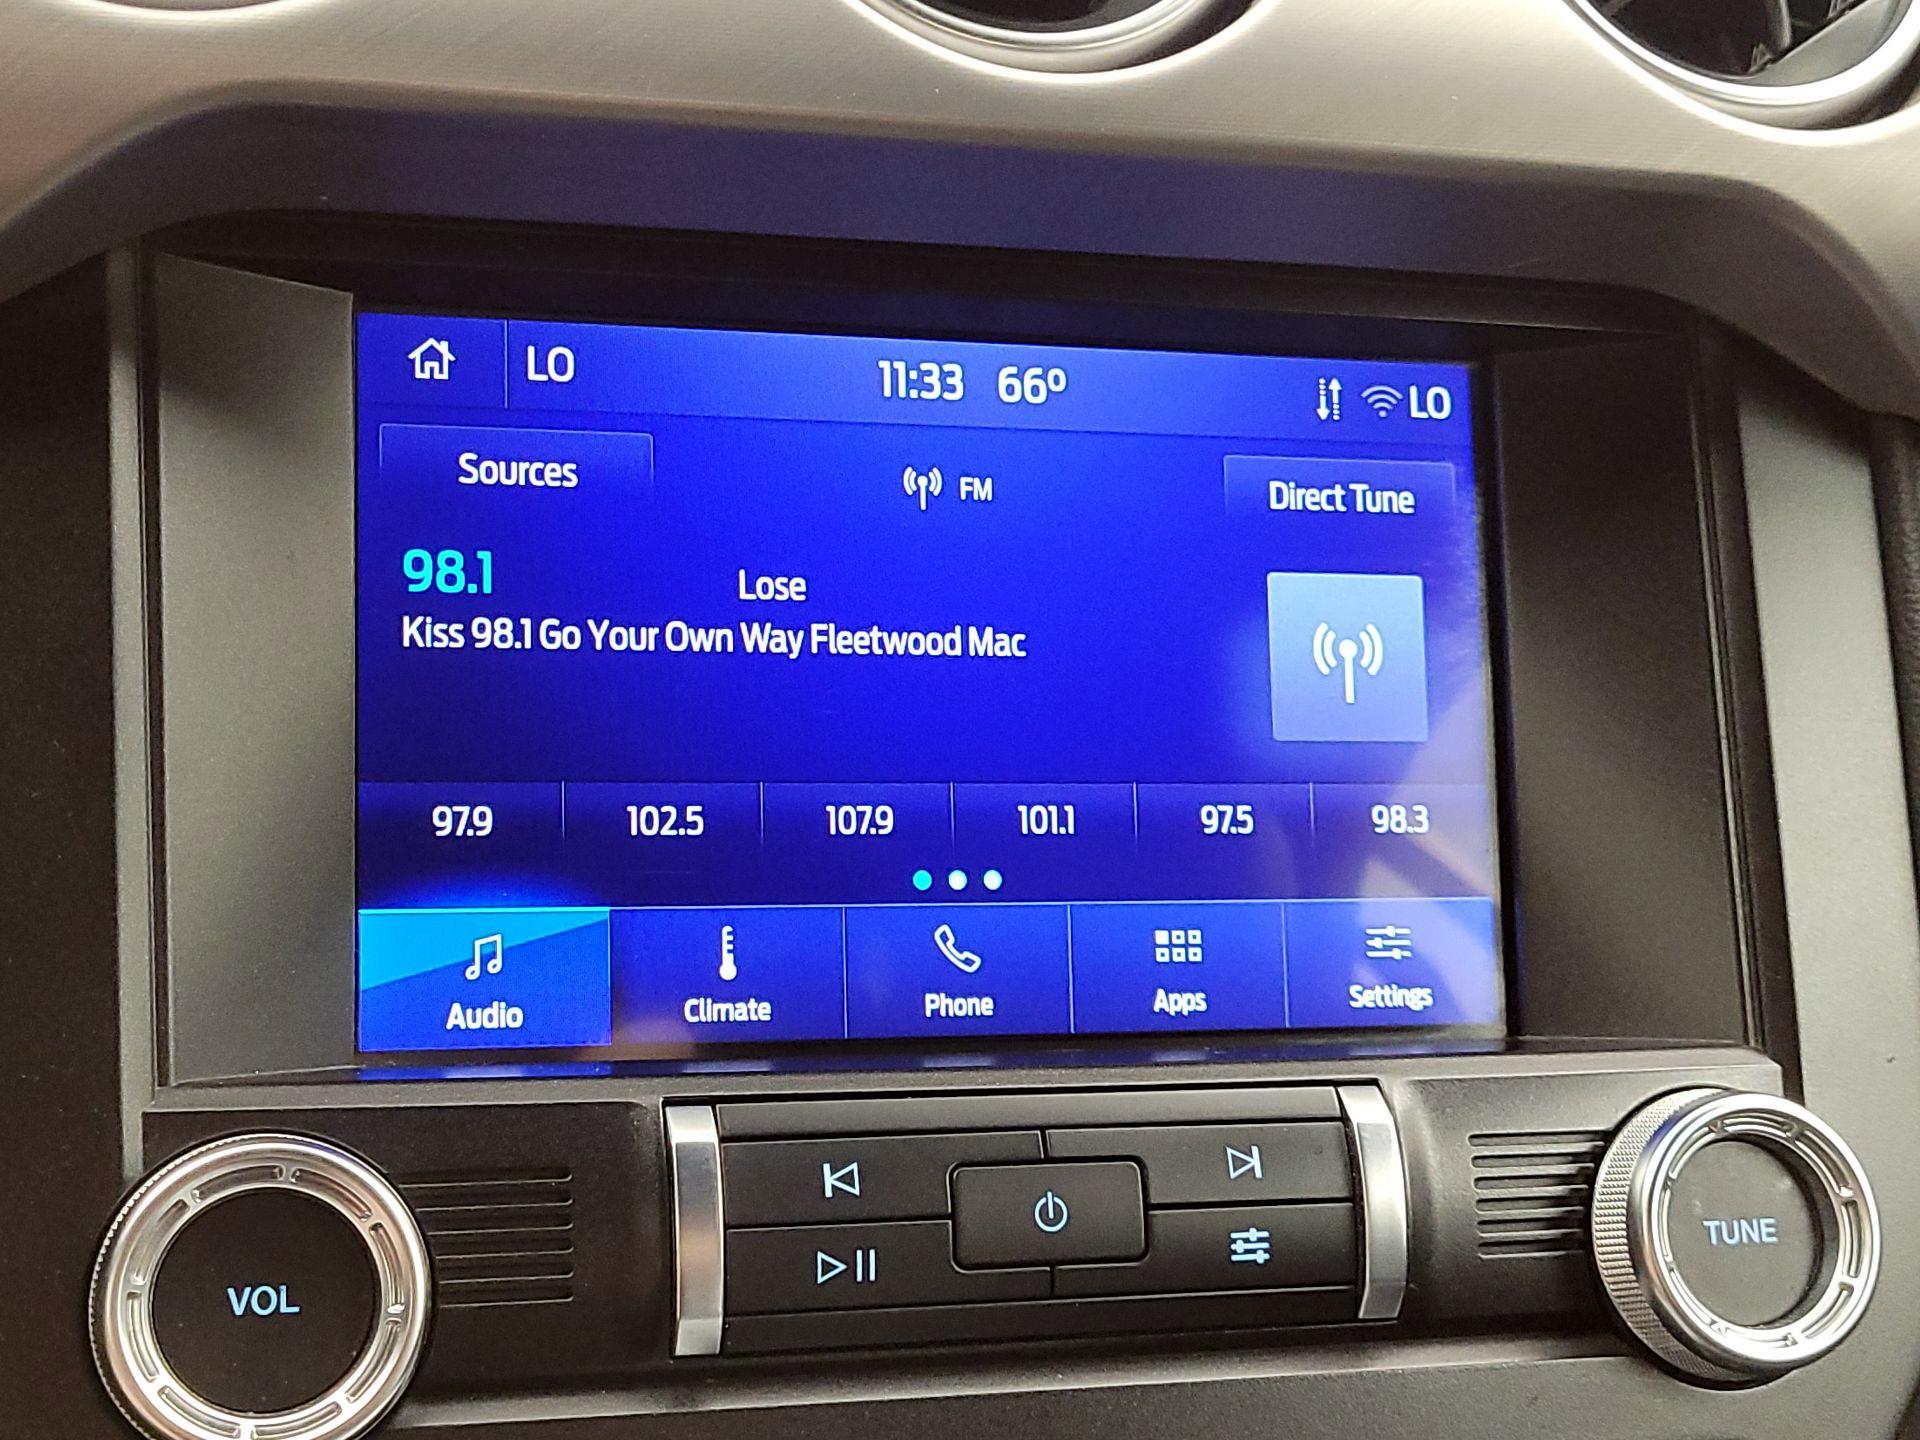 LO 11:33 66° LO
Sources FM Direct Tune
98.1 Lose
Kiss 98.1 Go Your Own Way Fleetwood Mac
97.9 102.5 107.9 101.1 97.5 98.3
Audio Climate Phone Apps Settings
VOL TUNE